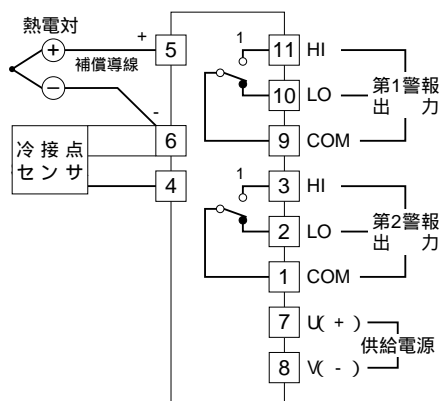 熱電対
+
+
補償導線
−
-
冷接点
センサ
5
6
4
1
11 HI
10 LO
9 COM
第1警報
出力
1
3 HI
2 LO
1 COM
第2警報
出力
7 U( + )
8 V( - )
供給電源